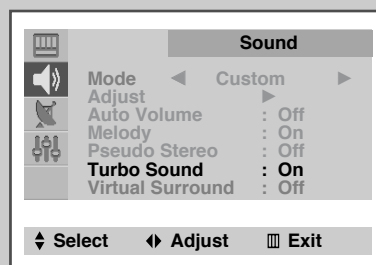 Sound
Mode ◀ Custom ▶
Adjust ▶
Auto Volume : Off
Melody : On
Pseudo Stereo : Off
Turbo Sound : On
Virtual Surround : Off
Select Adjust Exit